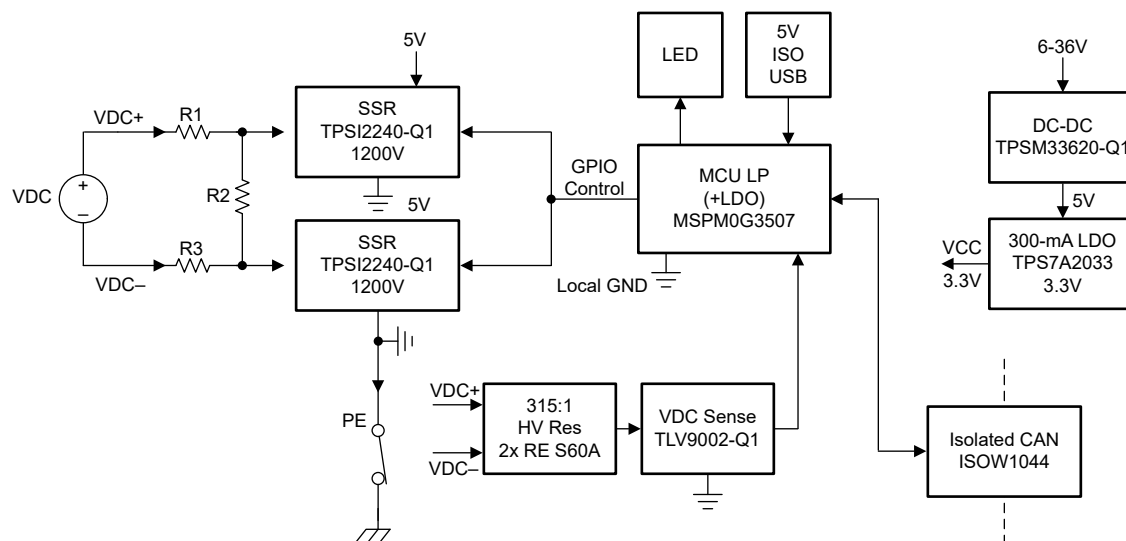 VDC
+
–
VDC+
R1
R2
R3
VDC–
5V
SSR
TPSI2240-Q1
1200V
5V
SSR
TPSI2240-Q1
1200V
PE
GPIO
Control
LED
5V
ISO
USB
MCU LP
(+LDO)
MSPM0G3507
Local GND
VDC+
VDC–
315:1
HV Res
2x RE S60A
VDC Sense
TLV9002-Q1
6-36V
DC-DC
TPSM33620-Q1
5V
300-mA LDO
TPS7A2033
3.3V
VCC
3.3V
Isolated CAN
ISOW1044